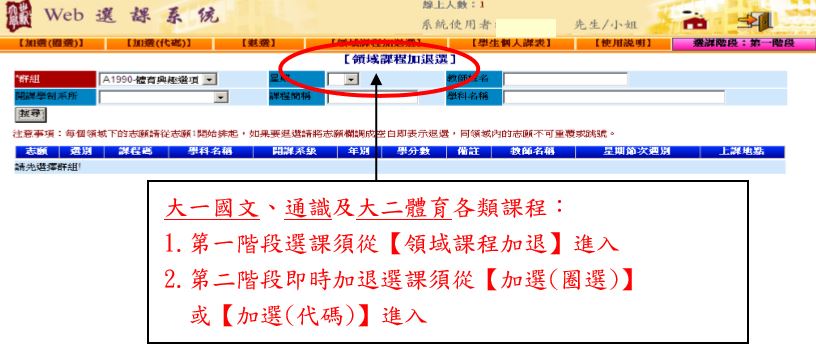 Web 選 課 系 統
線上人數：1
系統使用者：
先生/小姐
【加選(圈選)】 【加選(代碼)】 【退選】 【領域課程加退選】 【學生個人課表】 【使用說明】 選課階段：第一階段
【領域課程加退選】
*群組 A1990-體育興趣選項 星期 教師姓名
開課學制系所 課程簡稱 學科名稱
搜尋
注意事項：每個領域下的志願請從志願1開始排起，如果要退選請將志願欄調成空白即表示退選，同領域內的志願不可重覆或跳號。
志願 選別 課程碼 學科名稱 開課系級 年別 學分數 備註 教師名稱 星期節次週別 上課地點
請先選擇群組!
大一國文、通識及大二體育各類課程：
1.第一階段選課須從【領域課程加退】進入
2.第二階段即時加退選課須從【加選(圈選)】
或【加選(代碼)】進入